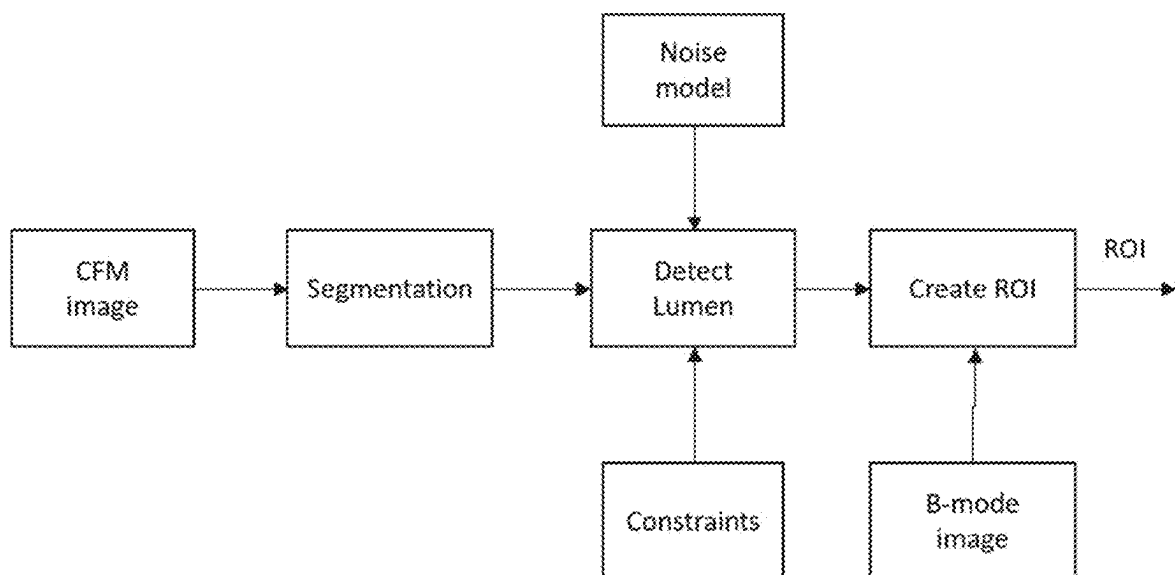 Noise
model
CFM
image
Segmentation
Detect
Lumen
Create ROI
ROI
Constraints
B-mode
image